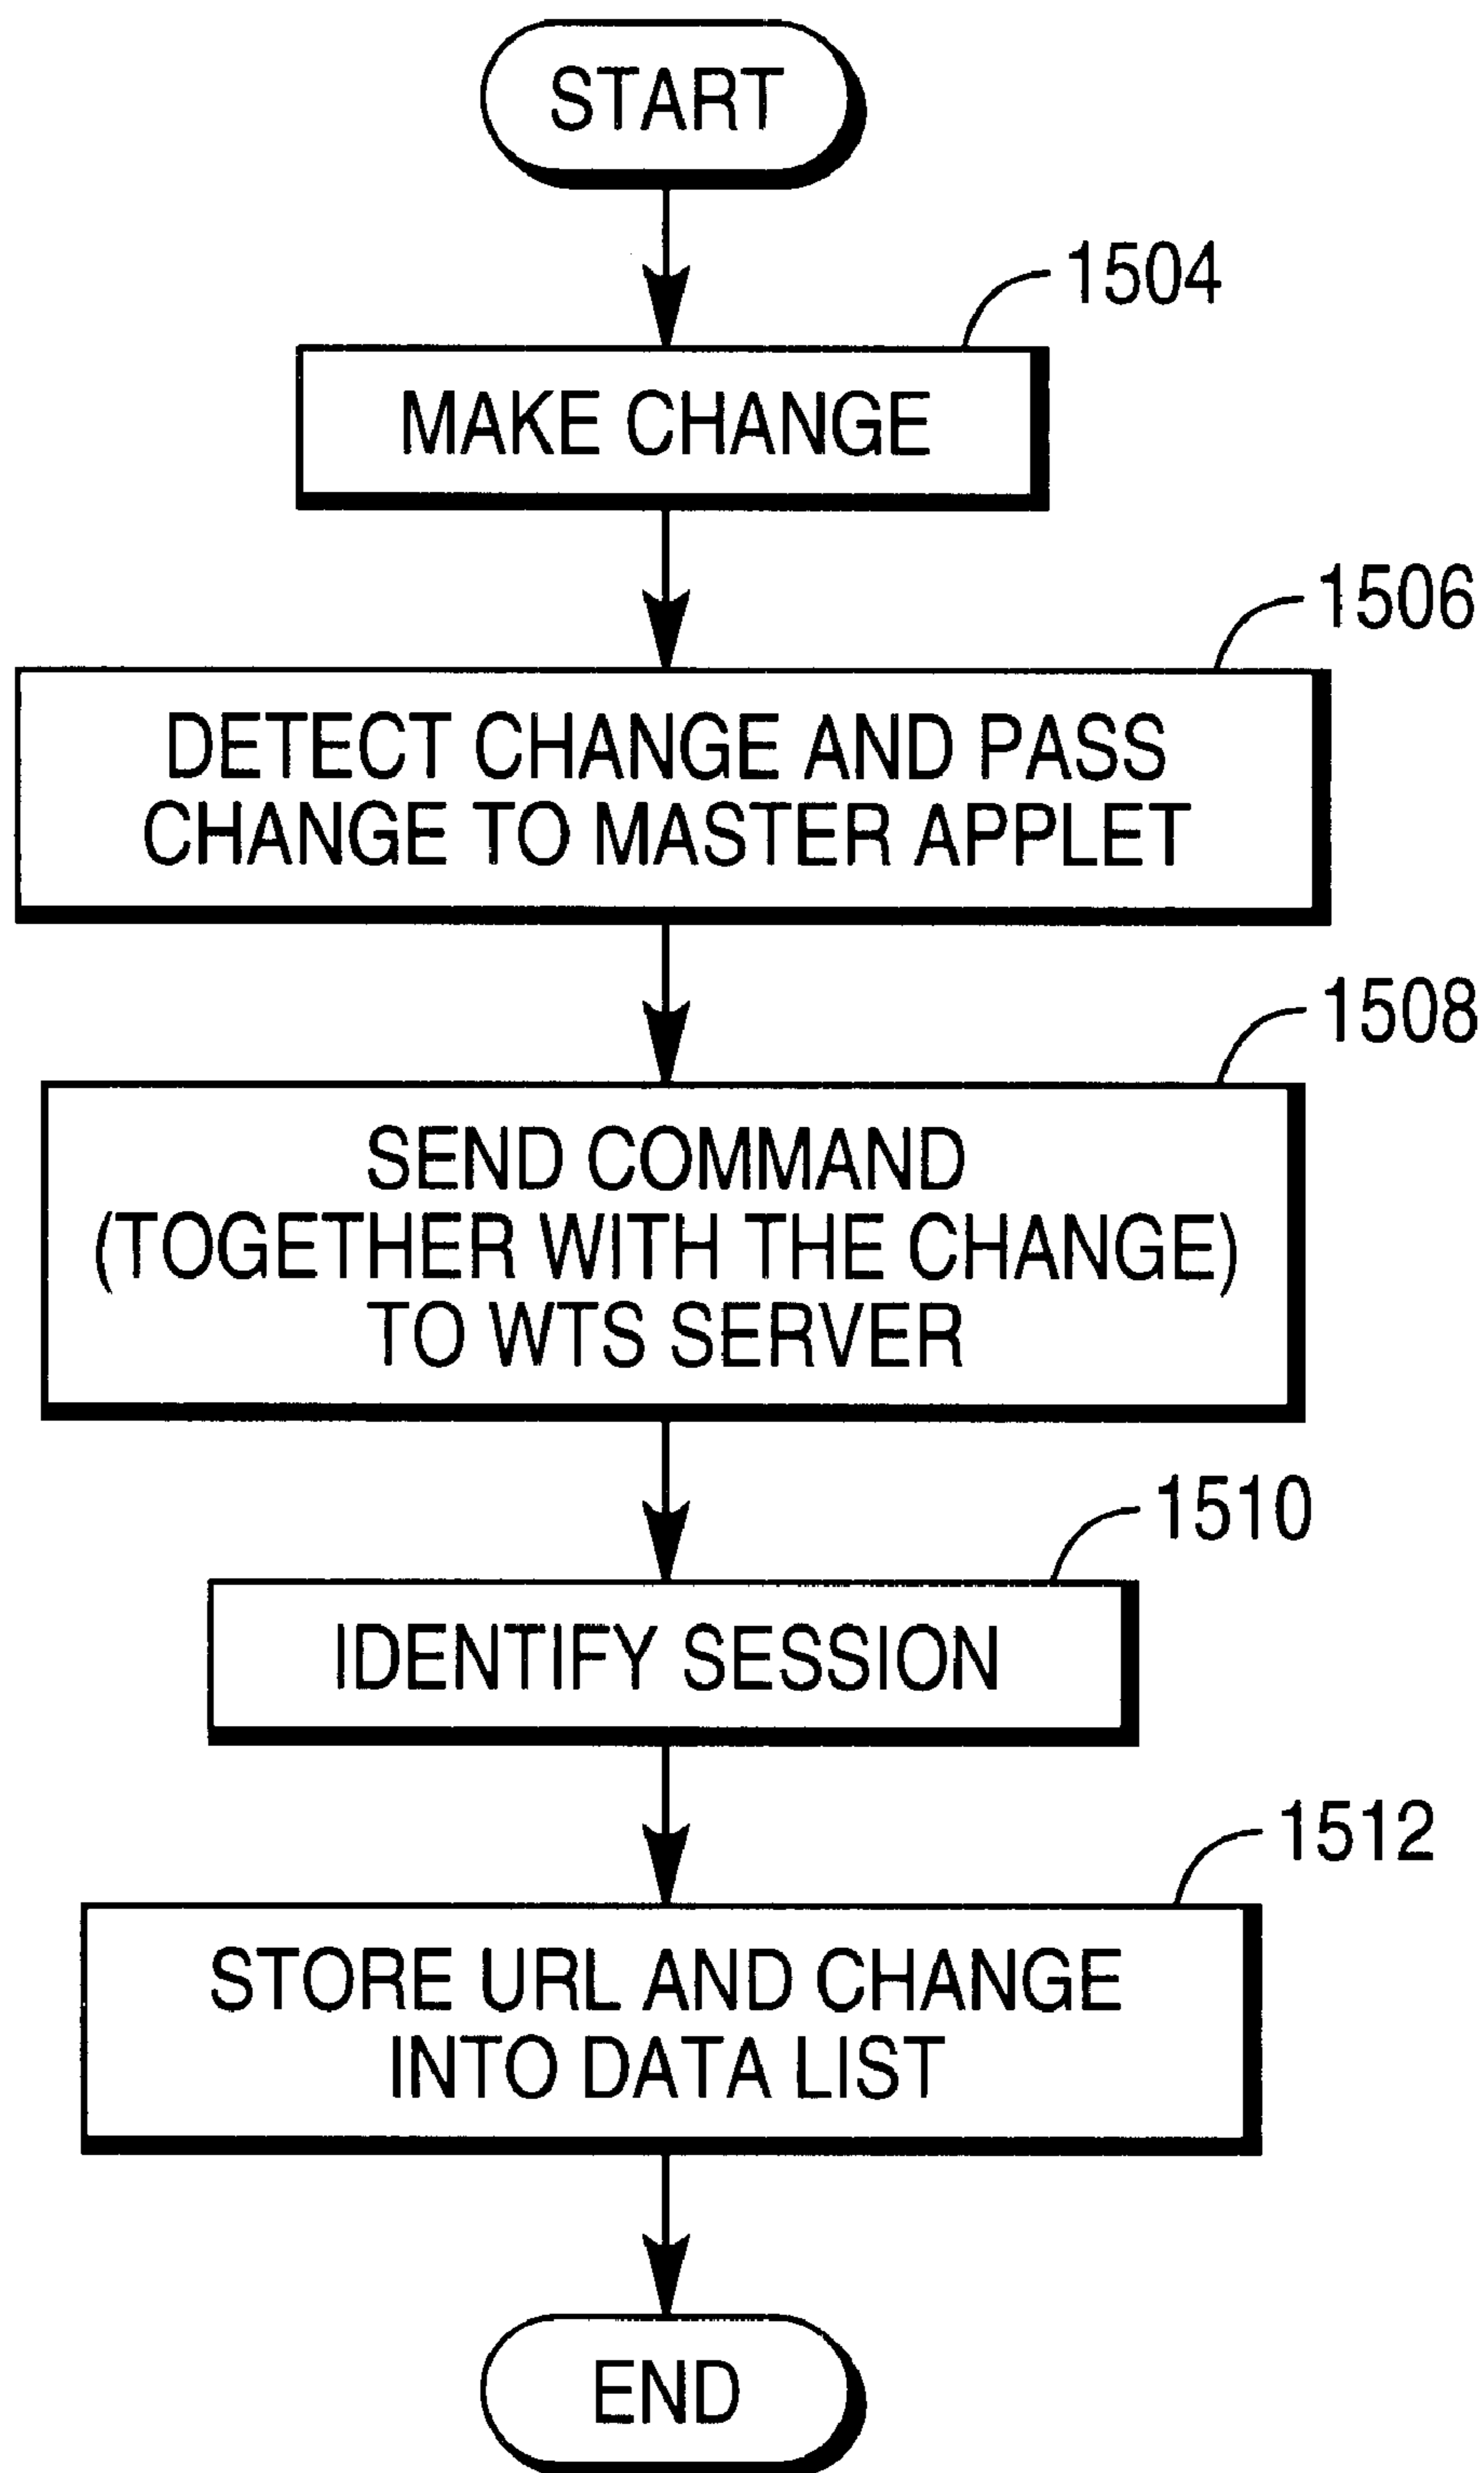 START
1504
MAKE CHANGE
1506
DETECT CHANGE AND PASS
CHANGE TO MASTER APPLET
1508
SEND COMMAND
(TOGETHER WITH THE CHANGE)
TO WTS SERVER
1510
IDENTIFY SESSION
1512
STORE URL AND CHANGE
INTO DATA LIST
END